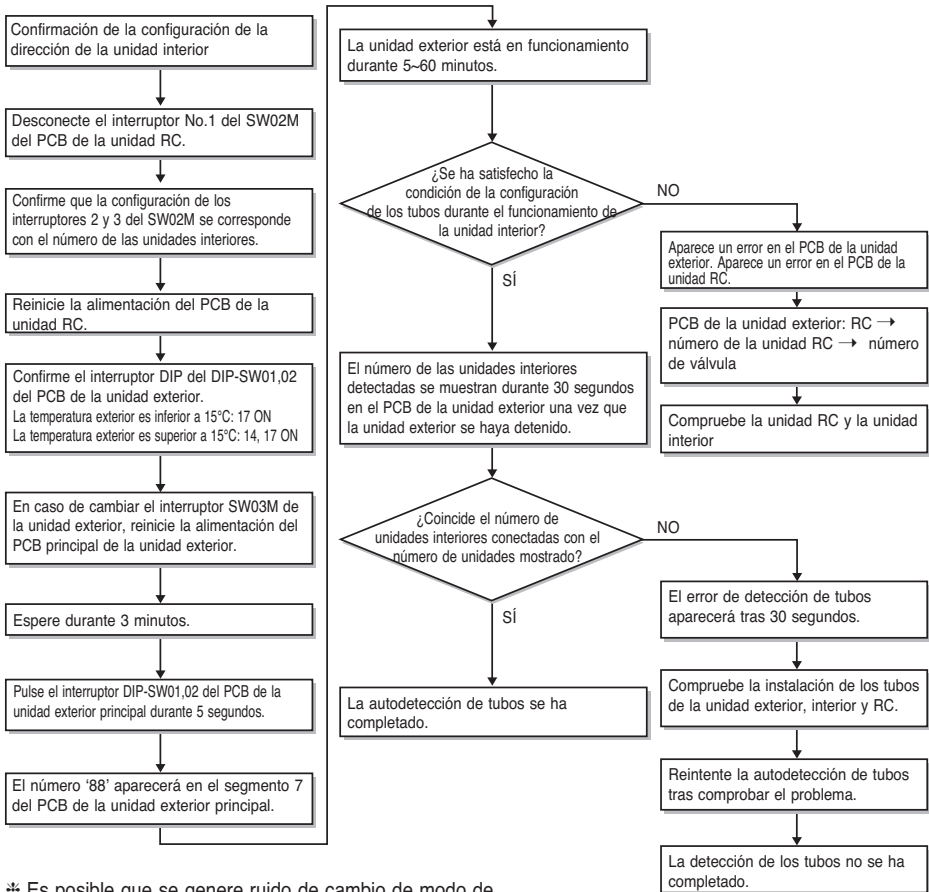 Confirmación de la configuración de la
dirección de la unidad interior
Desconecte el interruptor No.1 del SW02M
del PCB de la unidad RC.
Confirme que la configuración de los
interruptores 2 y 3 del SW02M se corresponde
con el número de las unidades interiores.
Reinicie la alimentación del PCB de la
unidad RC.
Confirme el interruptor DIP del DIP-SW01,02
del PCB de la unidad exterior.
La temperatura exterior es inferior a 15°C: 17 ON
La temperatura exterior es superior a 15°C: 14, 17 ON
En caso de cambiar el interruptor SW03M de
la unidad exterior, reinicie la alimentación del
PCB principal de la unidad exterior.
Espere durante 3 minutos.
Pulse el interruptor DIP-SW01,02 del PCB de la
unidad exterior principal durante 5 segundos.
El número ‘88’ aparecerá en el segmento 7
del PCB de la unidad exterior principal.
La unidad exterior está en funcionamiento
durante 5~60 minutos.
¿Se ha satisfecho la
condición de la configuración
de los tubos durante el funcionamiento de
la unidad interior?
NO
SÍ
Aparece un error en el PCB de la unidad
exterior. Aparece un error en el PCB de la
unidad RC.
PCB de la unidad exterior: RC →
número de la unidad RC → número
de válvula
Compruebe la unidad RC y la unidad
interior
El número de las unidades interiores
detectadas se muestran durante 30 segundos
en el PCB de la unidad exterior una vez que
la unidad exterior se haya detenido.
¿Coincide el número de
unidades interiores conectadas con el
número de unidades mostrado?
NO
SÍ
La autodetección de tubos se ha
completado.
El error de detección de tubos
aparecerá tras 30 segundos.
Compruebe la instalación de los tubos
de la unidad exterior, interior y RC.
Reintente la autodetección de tubos
tras comprobar el problema.
La detección de los tubos no se ha
completado.
⁜ Es posible que se genere ruido de cambio de modo de